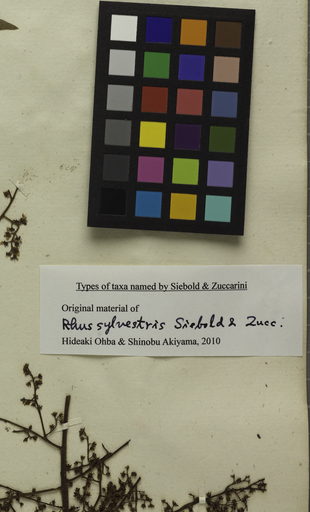 Types of taxa named by Siebold & Zuccarini
Original material of
Rhus sylvestris Siebold & Zucc.
Hideaki Ohba & Shinobu Akiyama, 2010